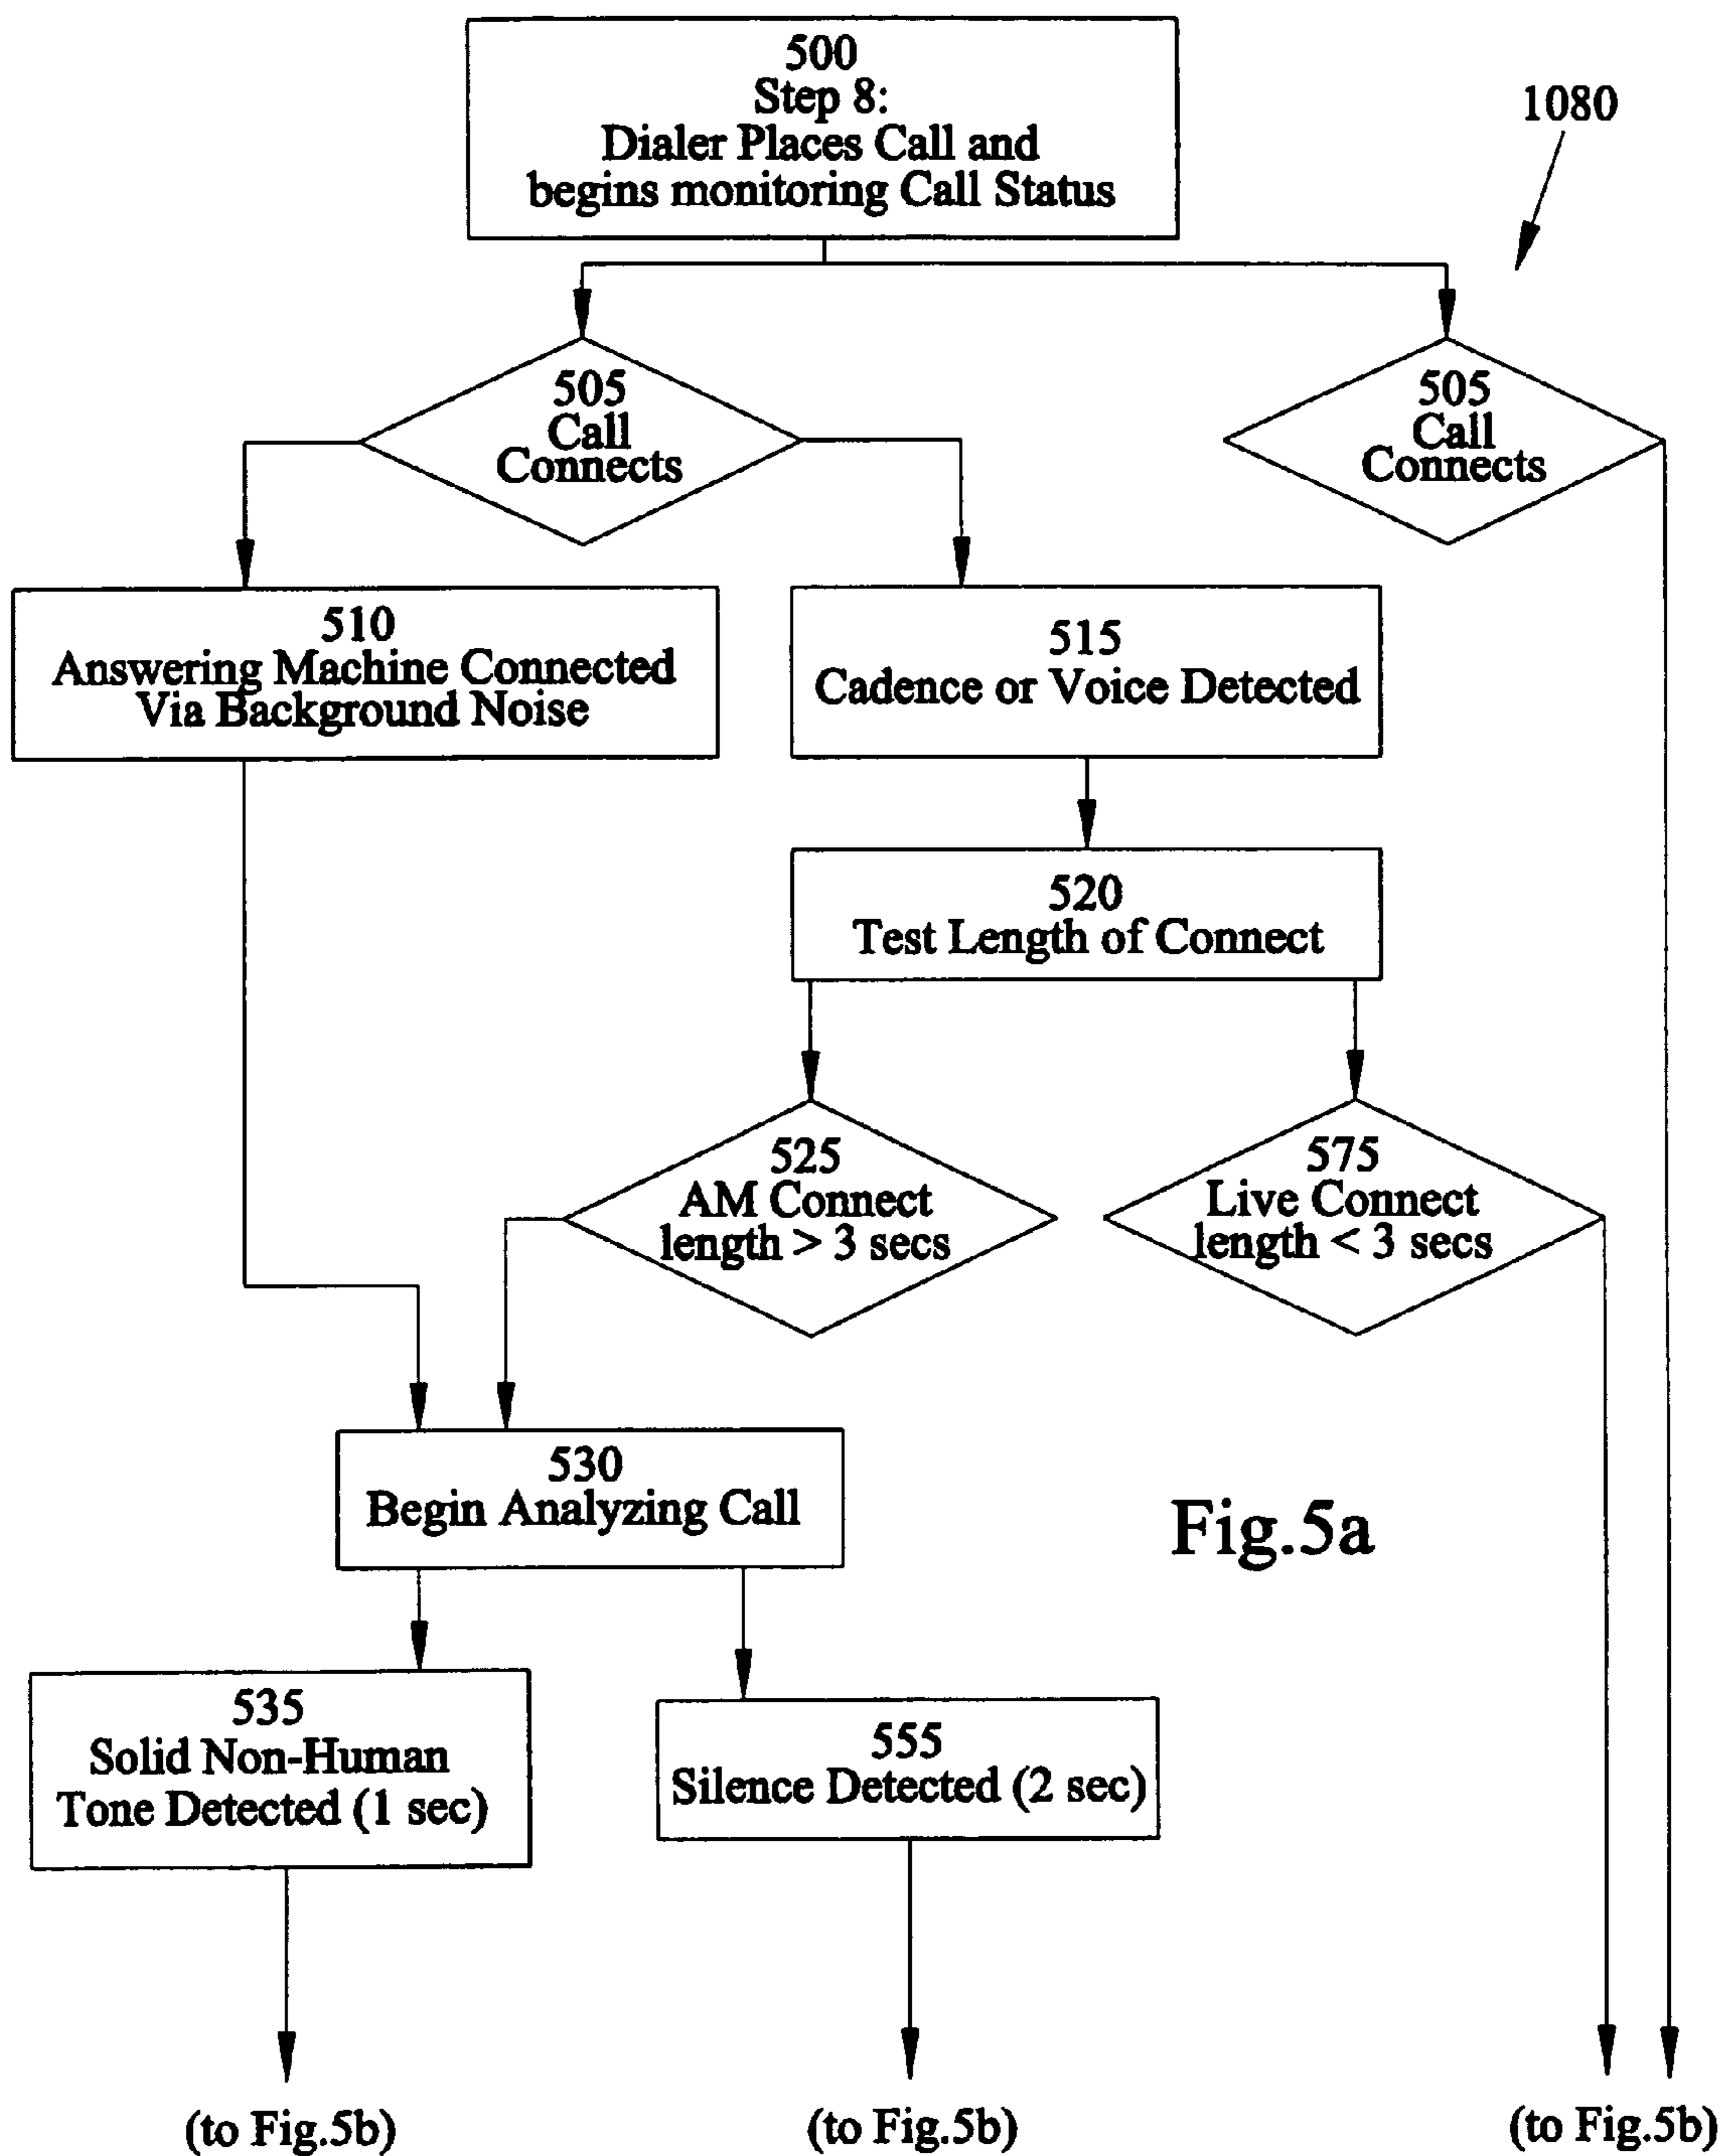 500
Step 8:
Dialer Places Call and
begins monitoring Call Status
1080
505
Call
Connects
505
Call
Connects
510
Answering Machine Connected
Via Background Noise
515
Cadence or Voice Detected
520
Test Length of Connect
525
AM Connect
length > 3 secs
575
Live Connect
length < 3 secs
530
Begin Analyzing Call
Fig.5a
535
Solid Non-Human
Tone Detected (1 sec)
555
Silence Detected (2 sec)
(to Fig.5b)
(to Fig.5b)
(to Fig.5b)